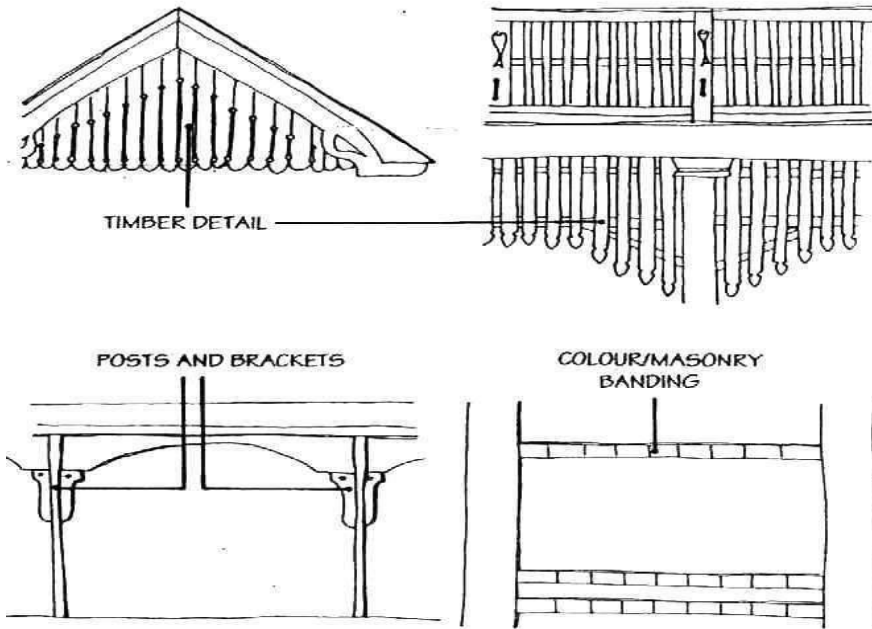 TIMBER DETAIL
POSTS AND BRACKETS
COLOUR/MASONRY
BANDING